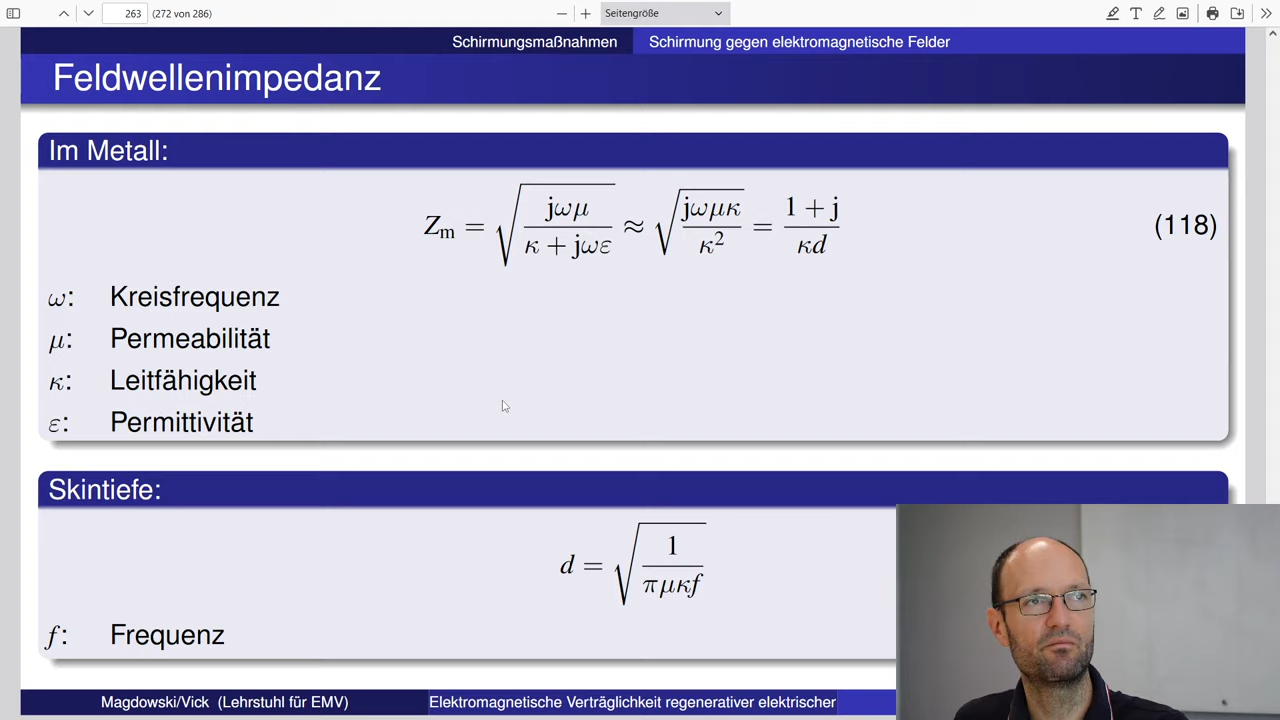 263 (272 von 286) Seitengröße
Schirmungsmaßnahmen Schirmung gegen elektromagnetische Felder
Feldwellenimpedanz
Im Metall:
Zₘ = √(jωμ / (κ + jωε)) ≈ √(jωμκ / κ²) = (1 + j) / (κd) (118)
ω: Kreisfrequenz
μ: Permeabilität
κ: Leitfähigkeit
ε: Permittivität
Skintiefe:
d = √(1 / (πμκf))
f: Frequenz
Magdowski/Vick (Lehrstuhl für EMV) Elektromagnetische Verträglichkeit regenerativer elektrischer